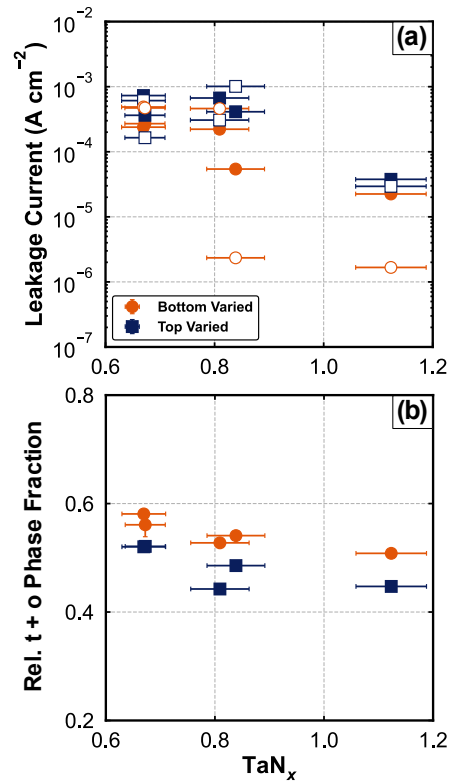 10⁻²
10⁻³
10⁻⁴
10⁻⁵
10⁻⁶
10⁻⁷
Leakage Current (A cm⁻²)
(a)
Bottom Varied
Top Varied
0.6 0.8 1.0 1.2
0.8
0.6
0.4
0.2
Rel. t + o Phase Fraction
(b)
0.6 0.8 1.0 1.2
TaNₓ